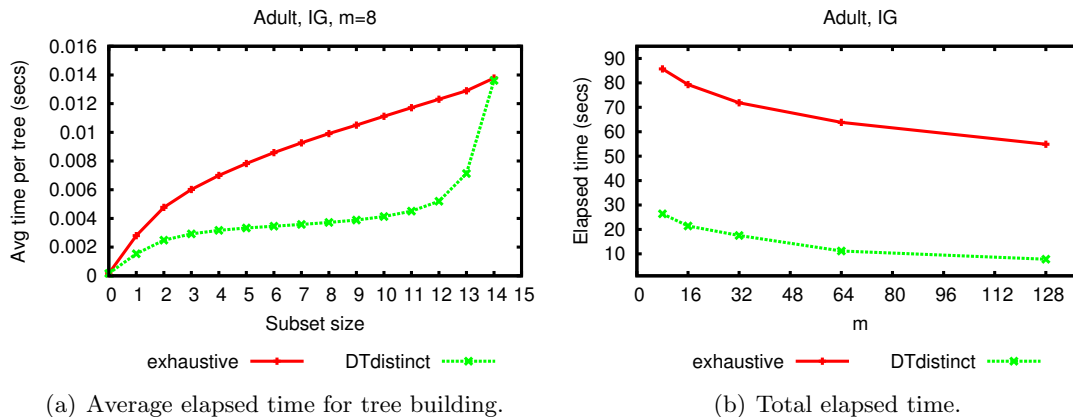 Adult, IG, m=8
Avg time per tree (secs)
0.016
0.014
0.012
0.01
0.008
0.006
0.004
0.002
0
0 1 2 3 4 5 6 7 8 9 10 11 12 13 14 15
Subset size
exhaustive
DTdistinct
(a) Average elapsed time for tree building.
Adult, IG
Elapsed time (secs)
90
80
70
60
50
40
30
20
10
0 16 32 48 64 80 96 112 128
m
exhaustive
DTdistinct
(b) Total elapsed time.